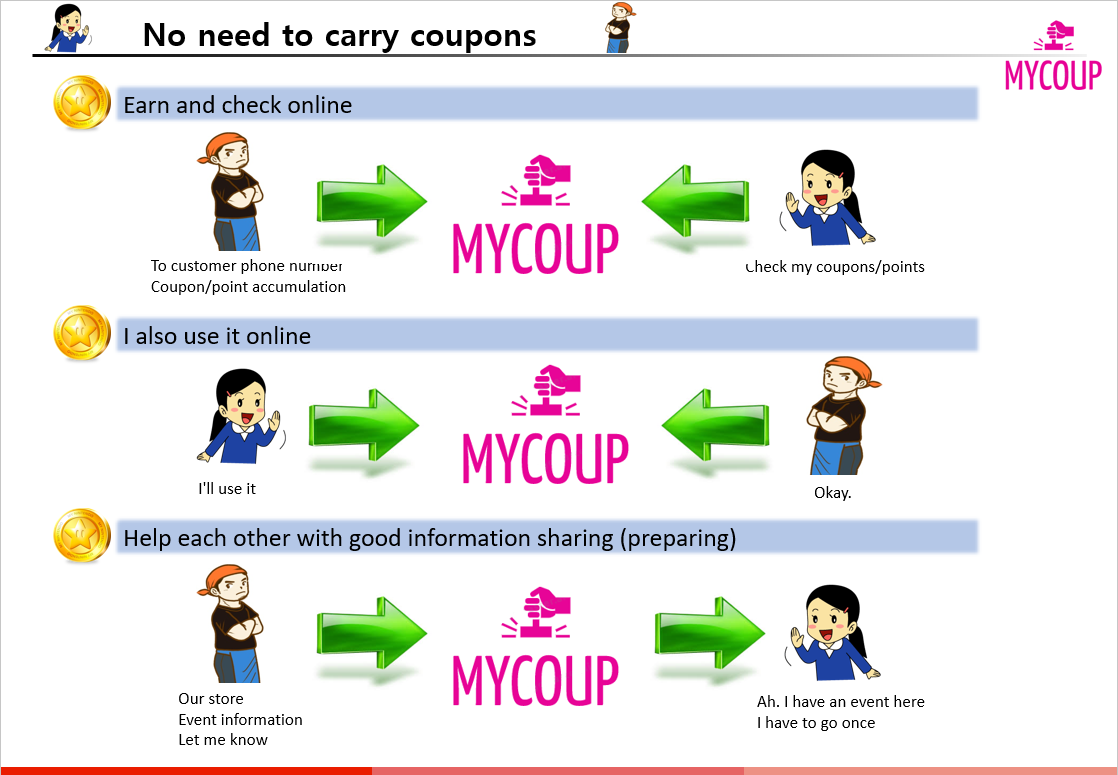 No need to carry coupons
MYCOUP
Earn and check online
MYCOUP
To customer phone number
Coupon/point accumulation
Check my coupons/points
I also use it online
MYCOUP
I'll use it
Okay.
Help each other with good information sharing (preparing)
MYCOUP
Our store
Event information
Let me know
Ah. I have an event here
I have to go once